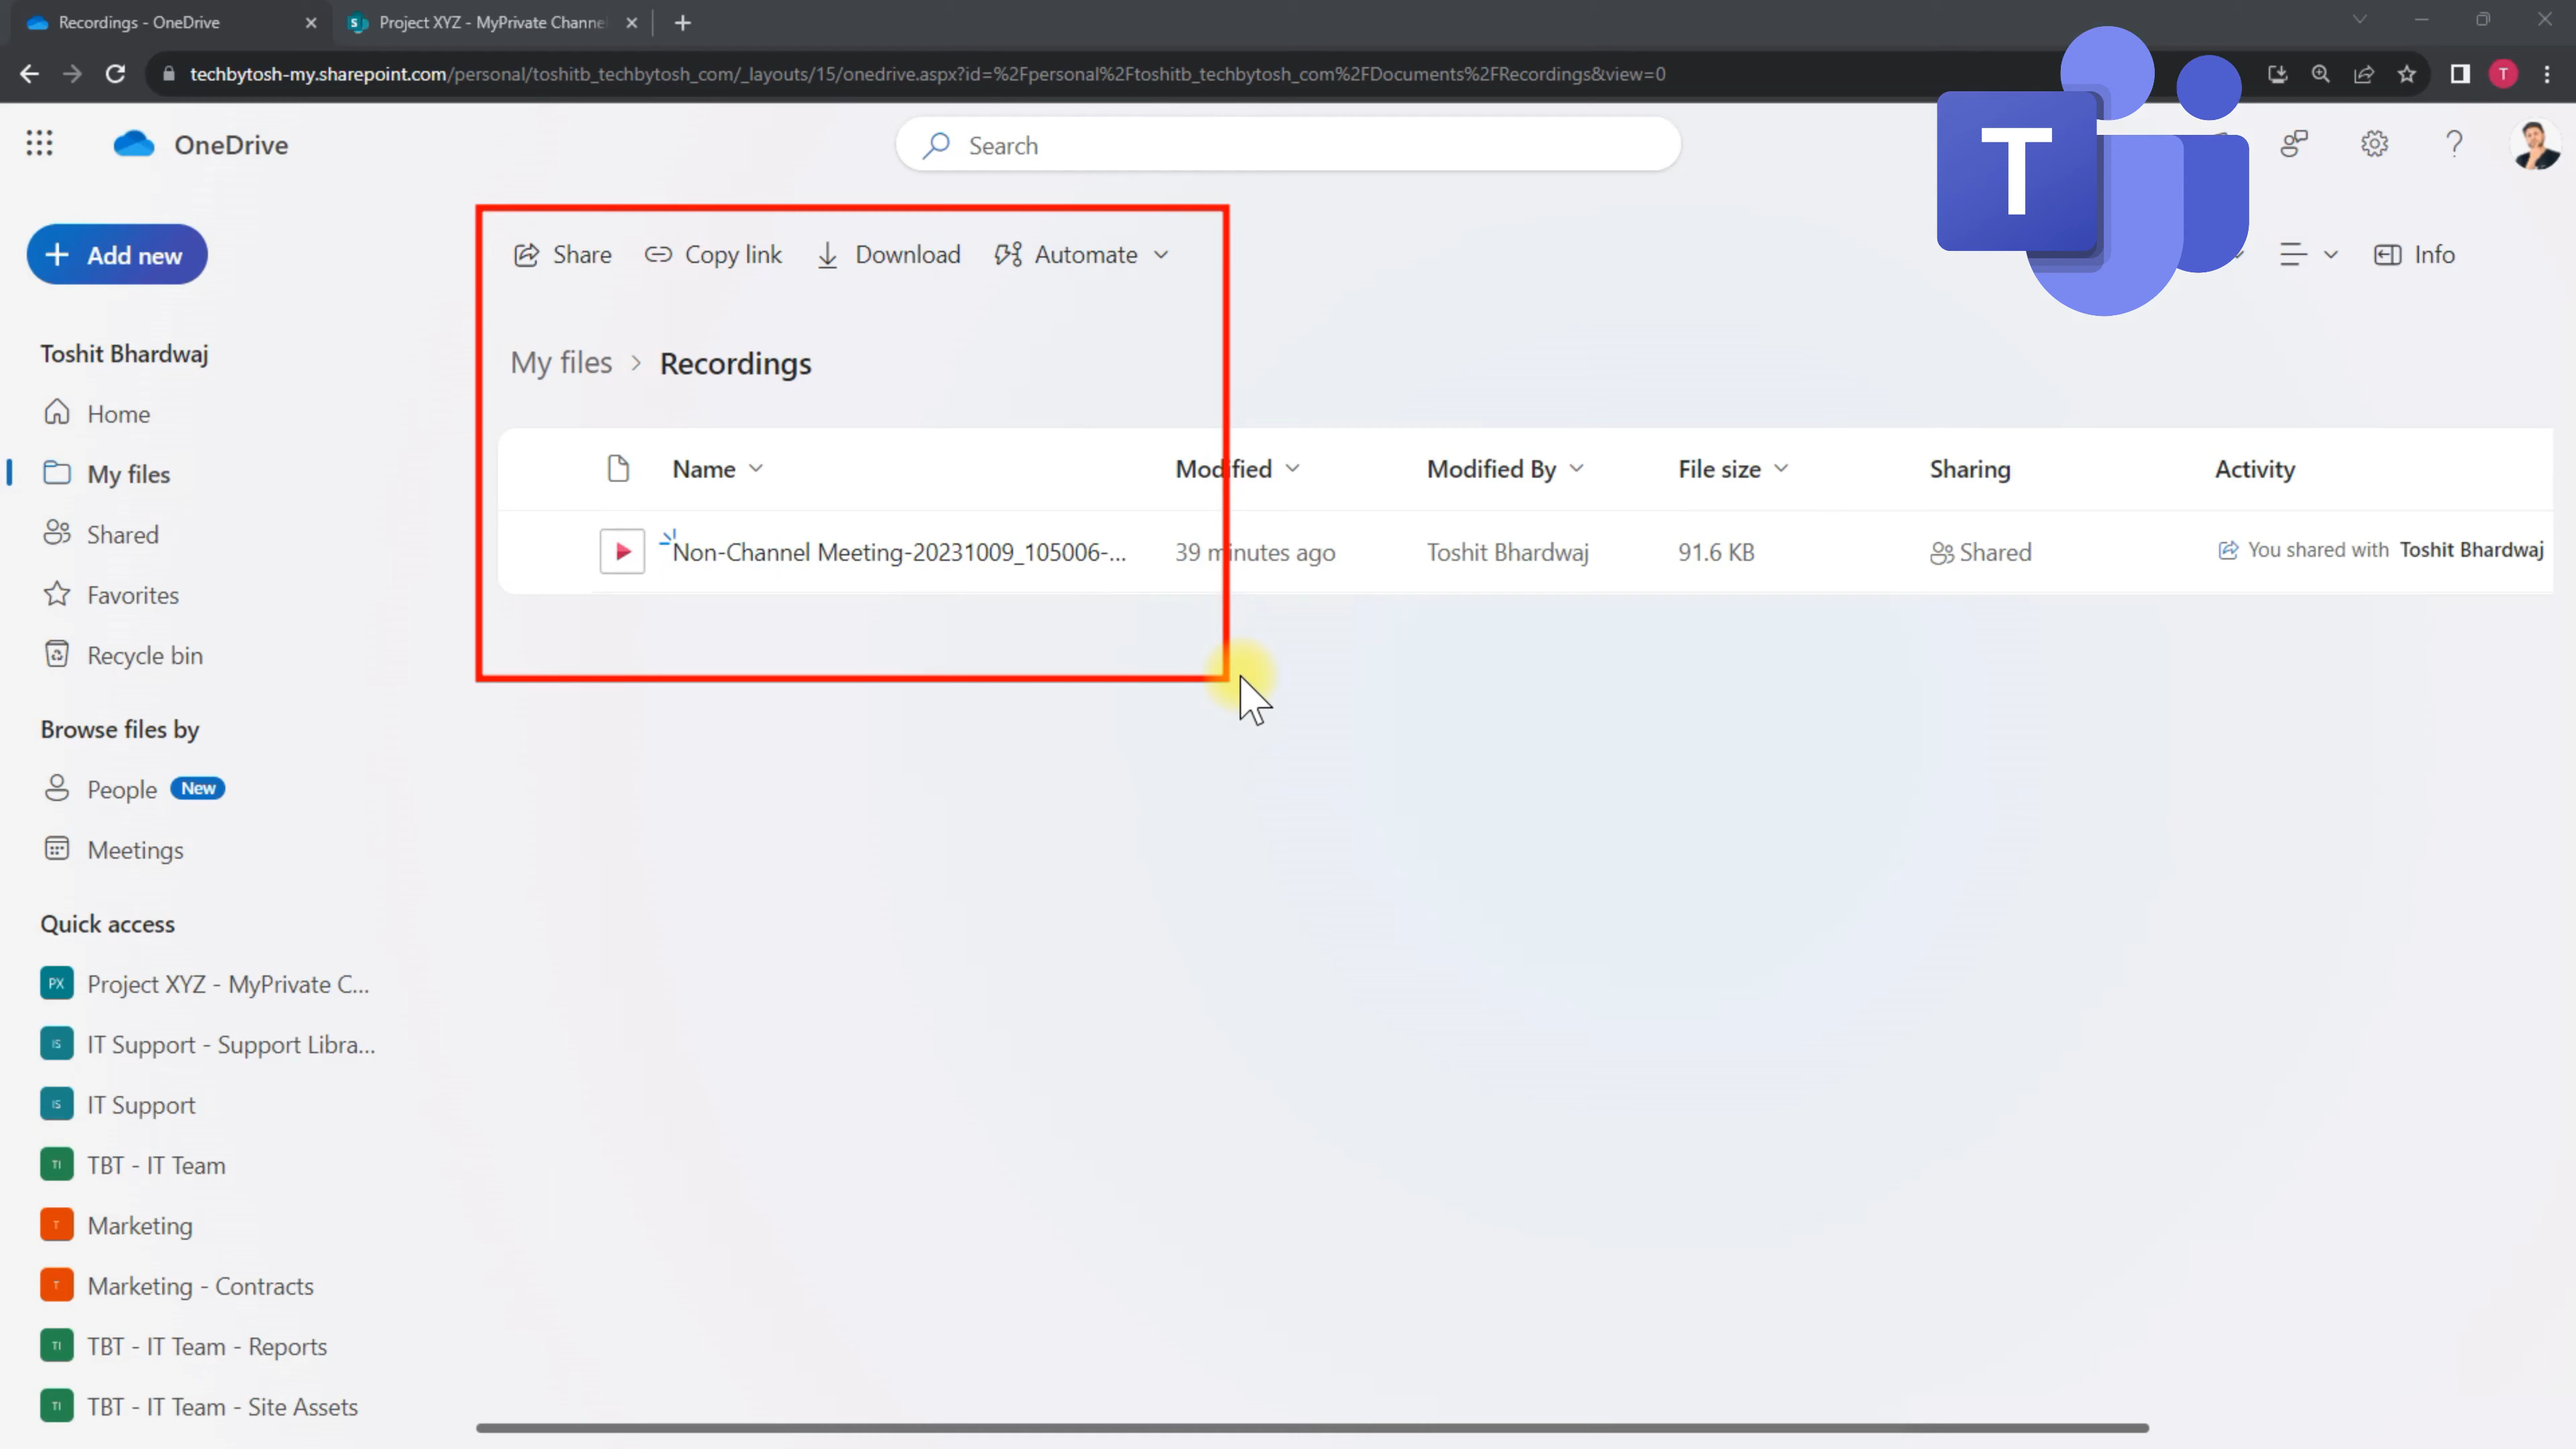 Recordings - OneDrive
Project XYZ - MyPrivate Channe
techbytosh-my.sharepoint.com/personal/toshitb_techbytosh_com/_layouts/15/onedrive.aspx?id=%2Fpersonal%2Ftoshitb_techbytosh_com%2FDocuments%2FRecordings&view=0
T
OneDrive
Search
T
Add new
Share Copy link Download Automate
Info
Toshit Bhardwaj
Home
My files
Shared
Favorites
Recycle bin
My files > Recordings
Name Modified Modified By File size Sharing Activity
Non-Channel Meeting-20231009_105006-... 39 minutes ago Toshit Bhardwaj 91.6 KB Shared You shared with Toshit Bhardwaj
Browse files by
People New
Meetings
Quick access
PX Project XYZ - MyPrivate C...
IS IT Support - Support Libra...
IS IT Support
TI TBT - IT Team
T Marketing
T Marketing - Contracts
TI TBT - IT Team - Reports
TI TBT - IT Team - Site Assets